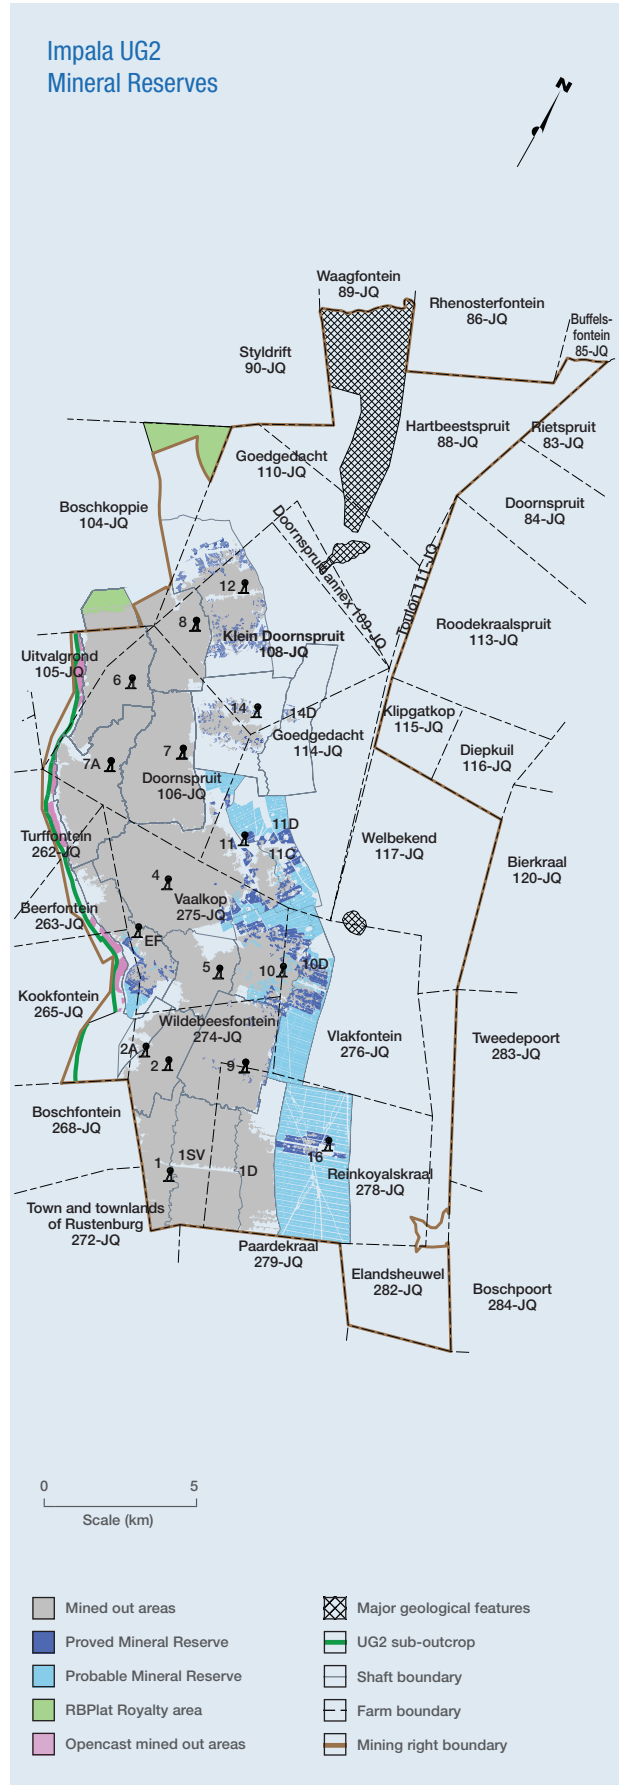 Impala UG2
Mineral Reserves
N
Waagfontein
89-JQ
Rhenosterfontein
86-JQ
Buffels-
fontein
85-JQ
Styldrift
90-JQ
Hartbeestspruit
88-JQ
Rietspruit
83-JQ
Goedgedacht
110-JQ
Doornspruit
84-JQ
Boschkoppie
104-JQ
Doornspruit annex 109-JQ
Toulon 111-JQ
12
8
Klein Doornspruit
108-JQ
Roodekraalspruit
113-JQ
Uitvalgrond
105-JQ
6
14
14D
Goedgedacht
114-JQ
Klipgatkop
115-JQ
Diepkuil
116-JQ
7A
7
Doornspruit
106-JQ
11D
11
11C
Turffontein
262-JQ
Welbekend
117-JQ
Bierkraal
120-JQ
4
Vaalkop
275-JQ
Beerfontein
263-JQ
EF
5
10
10D
Kookfontein
265-JQ
Wildebeesfontein
274-JQ
Vlakfontein
276-JQ
Tweedepoort
283-JQ
2A
2
9
Boschfontein
268-JQ
1
1SV
1D
16
Reinkoyalskraal
278-JQ
Town and townlands
of Rustenburg
272-JQ
Paardekraal
279-JQ
Elandsheuwel
282-JQ
Boschpoort
284-JQ
0 5
Scale (km)
Mined out areas
Proved Mineral Reserve
Probable Mineral Reserve
RBPlat Royalty area
Opencast mined out areas
Major geological features
UG2 sub-outcrop
Shaft boundary
Farm boundary
Mining right boundary